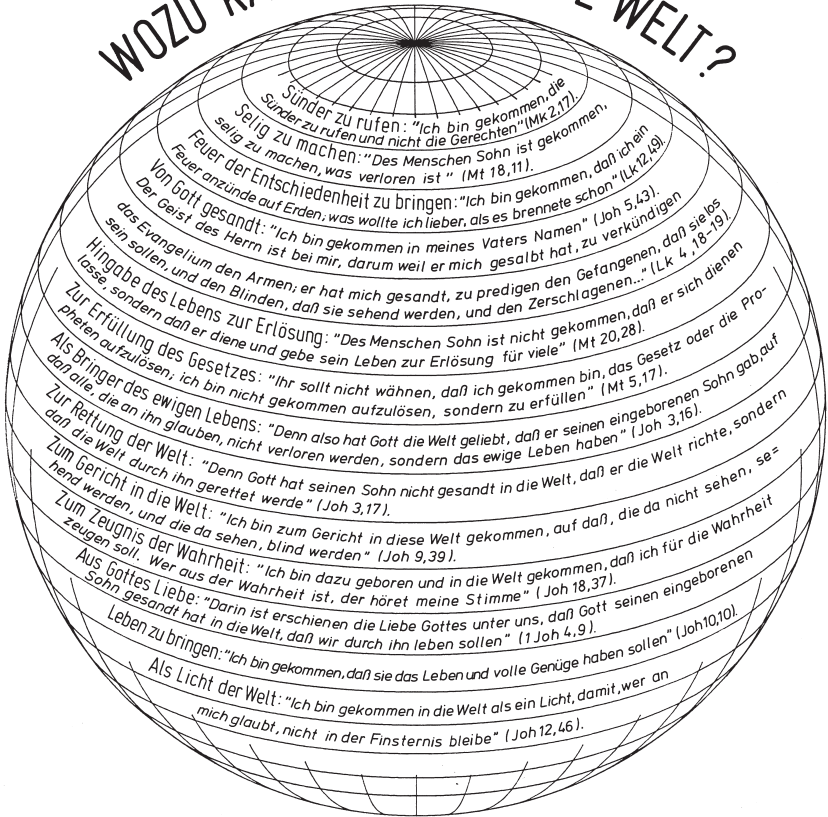 WOZU WELT?
Sünder zu rufen: "Ich bin gekommen, die
Sünder zu rufen und nicht die Gerechten" (Mk 2,17).
Selig zu machen: "Des Menschen Sohn ist gekommen,
selig zu machen, was verloren ist" (Mt 18,11).
Feuer der Entschiedenheit zu bringen: "Ich bin gekommen, daß ich ein
Feuer anzünde auf Erden; was wollte ich lieber, als es brennete schon" (Lk 12,49).
Von Gott gesandt: "Ich bin gekommen in meines Vaters Namen" (Joh 5,43).
Der Geist des Herrn ist bei mir, darum weil er mich gesalbt hat, zu verkündigen
das Evangelium den Armen; er hat mich gesandt, zu predigen den Gefangenen, daß sie los
sein sollen, und den Blinden, daß sie sehend werden, und den Zerschlagenen..." (Lk 4,18-19).
Hingabe des Lebens zur Erlösung: "Des Menschen Sohn ist nicht gekommen, daß er sich dienen
lasse, sondern daß er diene und gebe sein Leben zur Erlösung für viele" (Mt 20,28).
Zur Erfüllung des Gesetzes: "Ihr sollt nicht wähnen, daß ich gekommen bin, das Gesetz oder die Pro-
pheten aufzulösen; ich bin nicht gekommen aufzulösen, sondern zu erfüllen" (Mt 5,17).
Als Bringer des ewigen Lebens: "Denn also hat Gott die Welt geliebt, daß er seinen eingeborenen Sohn gab, auf
daß alle, die an ihn glauben, nicht verloren werden, sondern das ewige Leben haben" (Joh 3,16).
Zur Rettung der Welt: "Denn Gott hat seinen Sohn nicht gesandt in die Welt, daß er die Welt richte, sondern
daß die Welt durch ihn gerettet werde" (Joh 3,17).
Zum Gericht in die Welt: "Ich bin zum Gericht in diese Welt gekommen, auf daß, die da nicht sehen, se=
hend werden, und die da sehen, blind werden" (Joh 9,39).
Zum Zeugnis der Wahrheit: "Ich bin dazu geboren und in die Welt gekommen, daß ich für die Wahrheit
zeugen soll. Wer aus der Wahrheit ist, der höret meine Stimme" (Joh 18,37).
Aus Gottes Liebe: "Darin ist erschienen die Liebe Gottes unter uns, daß Gott seinen eingeborenen
Sohn gesandt hat in die Welt, daß wir durch ihn leben sollen" (1 Joh 4,9).
Leben zu bringen: "Ich bin gekommen, daß sie das Leben und volle Genüge haben sollen" (Joh 10,10).
Als Licht der Welt: "Ich bin gekommen in die Welt als ein Licht, damit, wer an
mich glaubt, nicht in der Finsternis bleibe" (Joh 12,46).